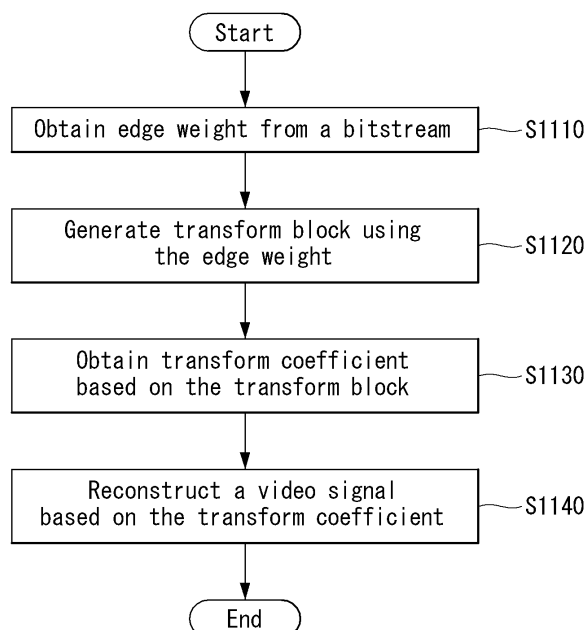 Start
Obtain edge weight from a bitstream
S1110
Generate transform block using
the edge weight
S1120
Obtain transform coefficient
based on the transform block
S1130
Reconstruct a video signal
based on the transform coefficient
S1140
End